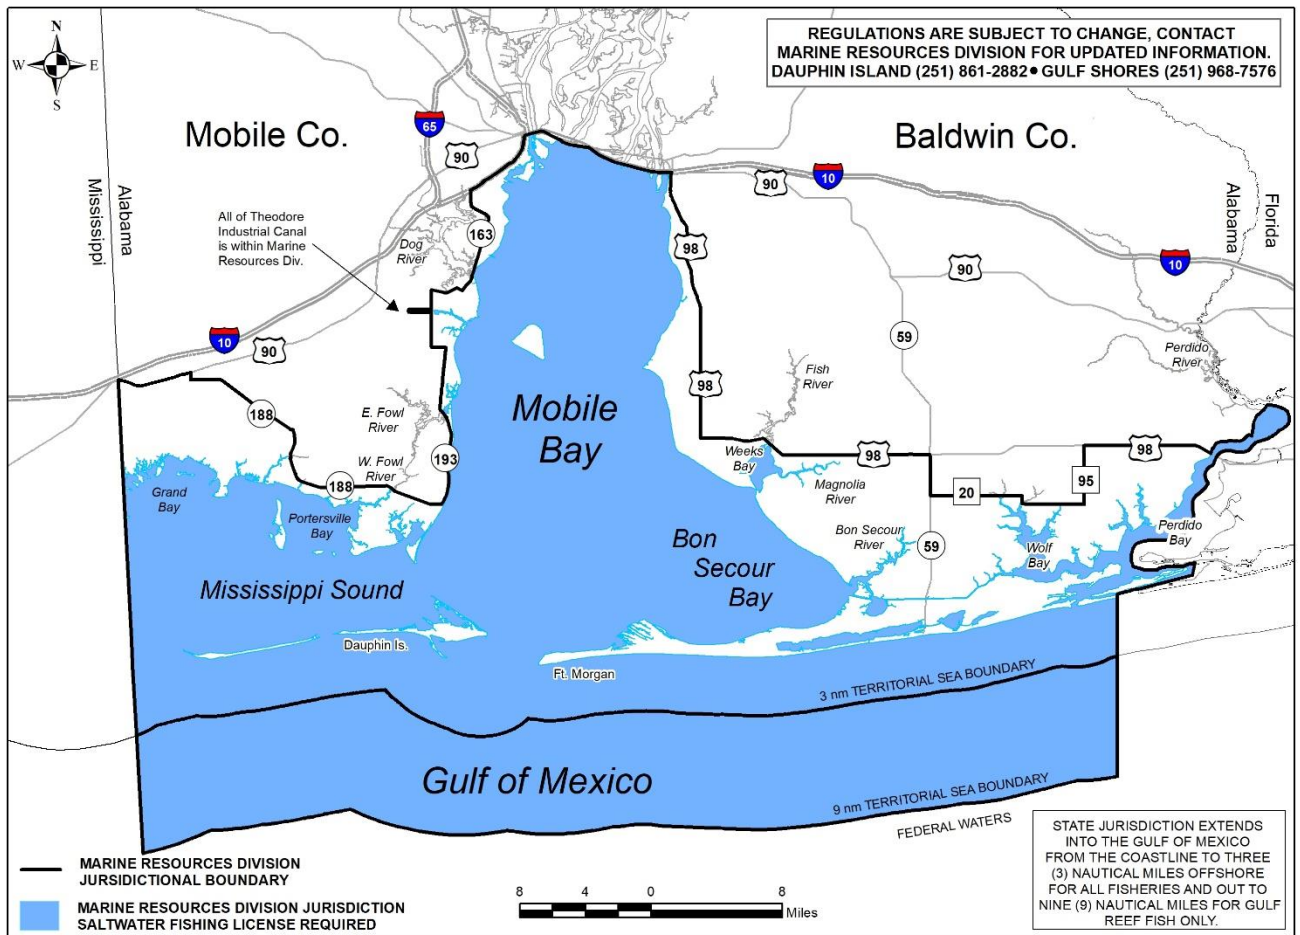 REGULATIONS ARE SUBJECT TO CHANGE, CONTACT
MARINE RESOURCES DIVISION FOR UPDATED INFORMATION.
DAUPHIN ISLAND (251) 861-2882 • GULF SHORES (251) 968-7576
N
W
E
S
Mobile Co.
Baldwin Co.
65
90
90
10
Mississippi
Alabama
Alabama
Florida
All of Theodore
Industrial Canal
is within Marine
Resources Div.
Dog
River
163
98
90
10
10
90
59
Perdido
River
188
E. Fowl
River
W. Fowl
River
193
188
Mobile
Bay
98
Fish
River
Weeks
Bay
98
98
Magnolia
River
20
95
Grand
Bay
Portersville
Bay
Bon
Secour
Bay
Bon Secour
River
59
Wolf
Bay
Perdido
Bay
Mississippi Sound
Dauphin Is.
Ft. Morgan
3 nm TERRITORIAL SEA BOUNDARY
Gulf of Mexico
9 nm TERRITORIAL SEA BOUNDARY
FEDERAL WATERS
MARINE RESOURCES DIVISION
JURSIDICTIONAL BOUNDARY
MARINE RESOURCES DIVISION JURISDICTION
SALTWATER FISHING LICENSE REQUIRED
8 4 0 8
Miles
STATE JURISDICTION EXTENDS
INTO THE GULF OF MEXICO
FROM THE COASTLINE TO THREE
(3) NAUTICAL MILES OFFSHORE
FOR ALL FISHERIES AND OUT TO
NINE (9) NAUTICAL MILES FOR GULF
REEF FISH ONLY.